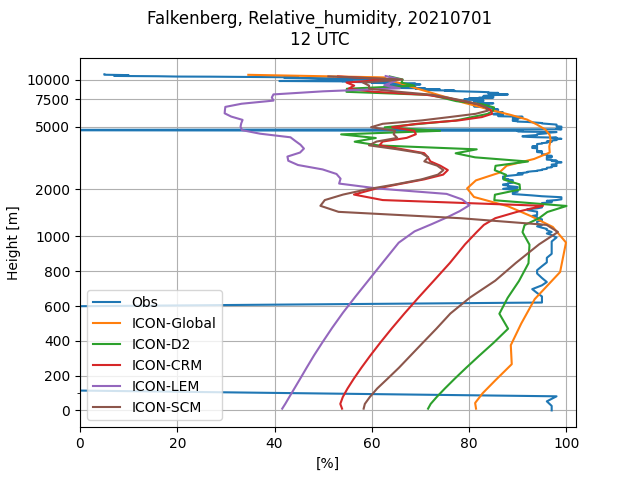 Falkenberg, Relative_humidity, 20210701
12 UTC
10000
7500
5000
2000
1000
800
600
400
200
0
Height [m]
Obs
ICON-Global
ICON-D2
ICON-CRM
ICON-LEM
ICON-SCM
0 20 40 60 80 100
[%]